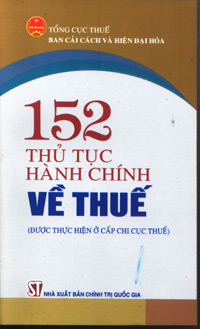 TỔNG CỤC THUẾ
BAN CẢI CÁCH VÀ HIỆN ĐẠI HÓA
152
THỦ TỤC
HÀNH CHÍNH
VỀ THUẾ
(ĐƯỢC THỰC HIỆN Ở CẤP CHI CỤC THUẾ)
ST NHÀ XUẤT BẢN CHÍNH TRỊ QUỐC GIA